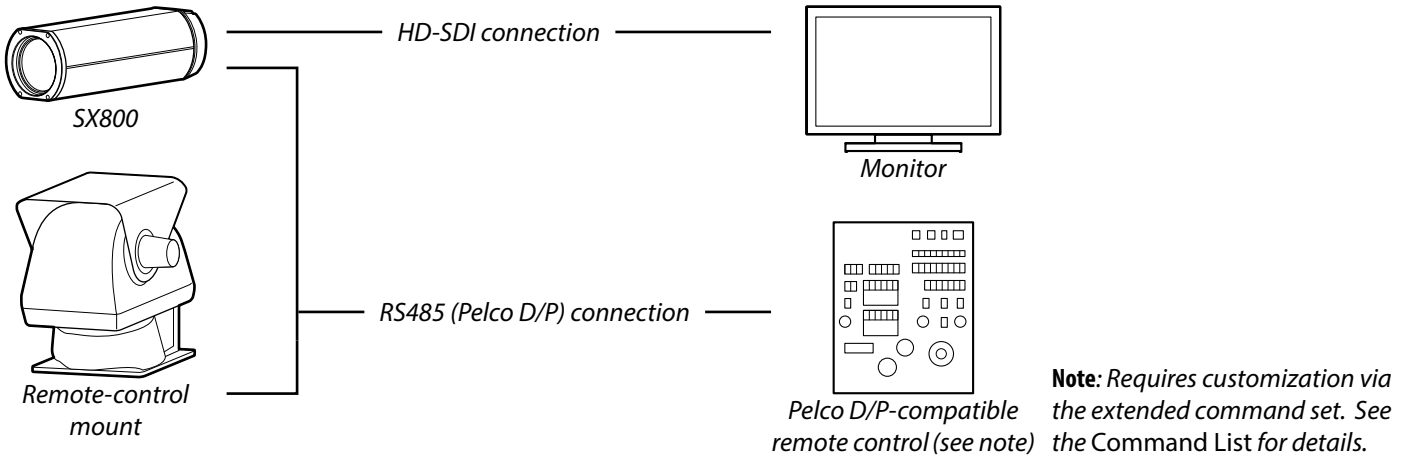 HD-SDI connection
SX800
Monitor
RS485 (Pelco D/P) connection
Remote-control
mount
Pelco D/P-compatible
remote control (see note)
Note: Requires customization via
the extended command set. See
the Command List for details.